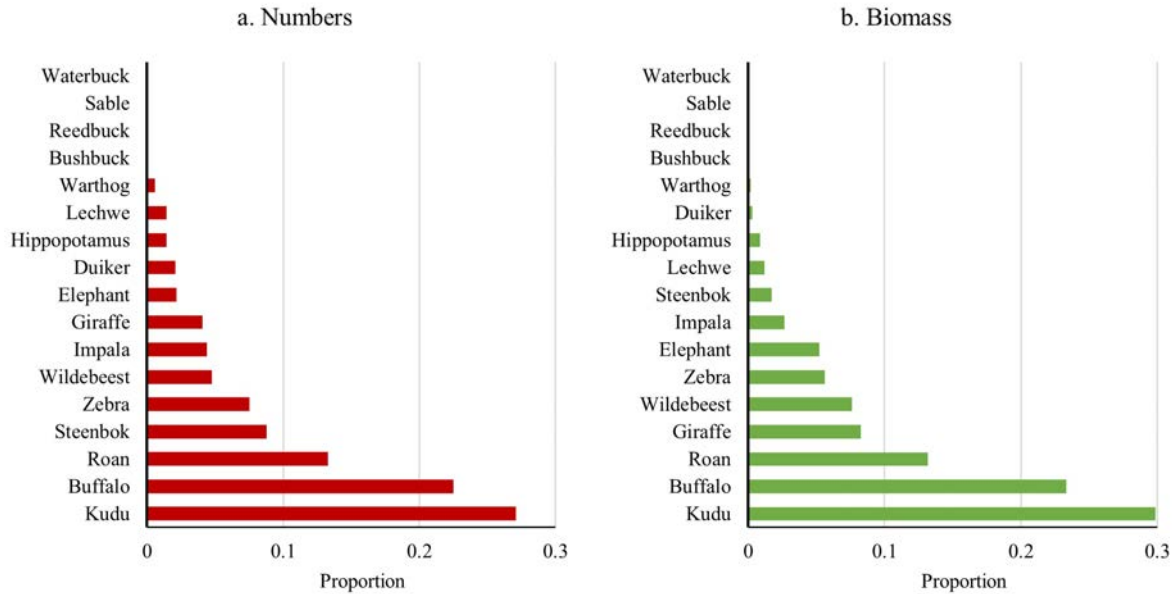 a. Numbers
Waterbuck
Sable
Reedbuck
Bushbuck
Warthog
Lechwe
Hippopotamus
Duiker
Elephant
Giraffe
Impala
Wildebeest
Zebra
Steenbok
Roan
Buffalo
Kudu
0 0.1 0.2 0.3
Proportion
b. Biomass
Waterbuck
Sable
Reedbuck
Bushbuck
Warthog
Duiker
Hippopotamus
Lechwe
Steenbok
Impala
Elephant
Zebra
Wildebeest
Giraffe
Roan
Buffalo
Kudu
0 0.1 0.2 0.3
Proportion